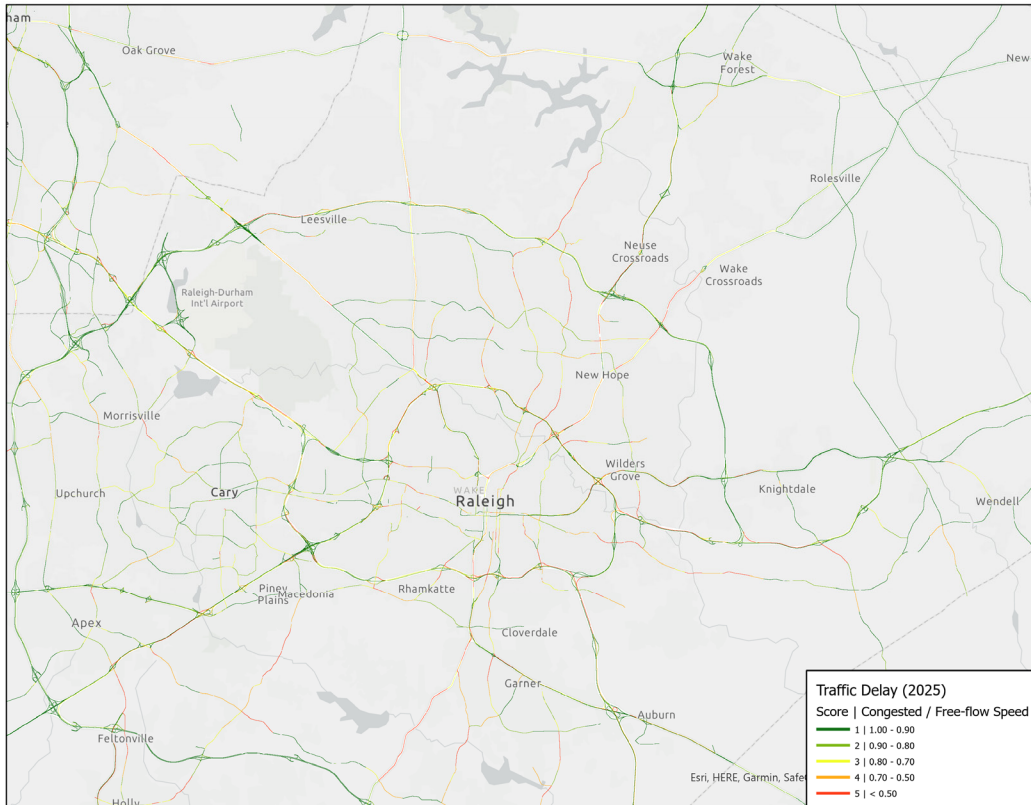 ham
Oak Grove
Wake
Forest
New
Rolesville
Leesville
Neuse
Crossroads
Wake
Crossroads
Raleigh-Durham
Int'l Airport
New Hope
Morrisville
Wilders
Grove
Upchurch
Cary
WAKE
Raleigh
Knightdale
Wendell
Piney
Plains
Macedonia
Rhamkatte
Apex
Cloverdale
Garner
Auburn
Feltonville
Holly
Esri, HERE, Garmin, Safe
Traffic Delay (2025)
Score | Congested / Free-flow Speed
1 | 1.00 - 0.90
2 | 0.90 - 0.80
3 | 0.80 - 0.70
4 | 0.70 - 0.50
5 | < 0.50